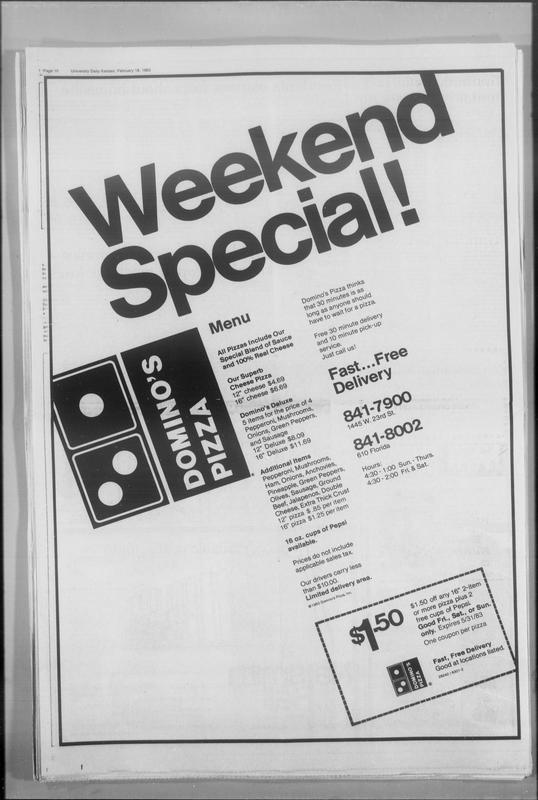 Page 10 University Daily Kansan, February 18, 1983
Weekend
Special!
DOMINO'S
PIZZA
Menu
All Pizzas Include Our
Special Blend of Sauce
and 100% Real Cheese
Our Superb
Cheese Pizza
12" cheese $4.69
16" cheese $6.69
Domino's Deluxe
5 items for the price of 4
Pepperoni, Mushrooms,
Onions, Green Peppers,
and Sausage
12" Deluxe $8.09
16" Deluxe $11.69
Additional Items
Pepperoni, Mushrooms,
Ham, Onions, Anchovies,
Pineapple, Green Peppers,
Olives, Sausage, Ground
Beef, Jalapenos, Double
Cheese, Extra Thick Crust
12" pizza $ .85 per item
16" pizza $1.25 per item
16 oz. cups of Pepsi
available.
Prices do not include
applicable sales tax.
Our drivers carry less
than $10.00.
Limited delivery area.
©1983 Domino's Pizza, Inc.
Domino's Pizza thinks
that 30 minutes is as
long as anyone should
have to wait for a pizza.
Free 30 minute delivery
and 10 minute pick-up
service.
Just call us!
Fast...Free
Delivery
841-7900
1445 W. 23rd St.
841-8002
610 Florida
Hours:
4:30 - 1:00 Sun.- Thurs.
4:30 - 2:00 Fri. & Sat.
$1.50
$1.50 off any 16" 2-item
or more pizza plus 2
free cups of Pepsi.
Good Fri., Sat., or Sun.
only. Expires 5/31/83
One coupon per pizza
Fast, Free Delivery
Good at locations listed.
DOMINO'S
PIZZA